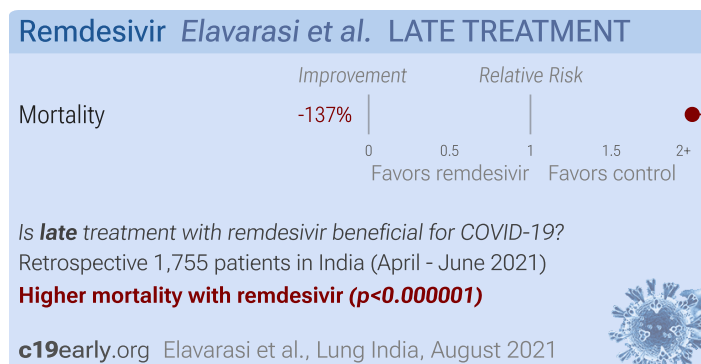 Remdesivir Elavarasi et al. LATE TREATMENT
Improvement Relative Risk
Mortality -137%
0 0.5 1 1.5 2+
Favors remdesivir Favors control
Is late treatment with remdesivir beneficial for COVID-19?
Retrospective 1,755 patients in India (April - June 2021)
Higher mortality with remdesivir (p<0.000001)
c19early.org Elavarasi et al., Lung India, August 2021